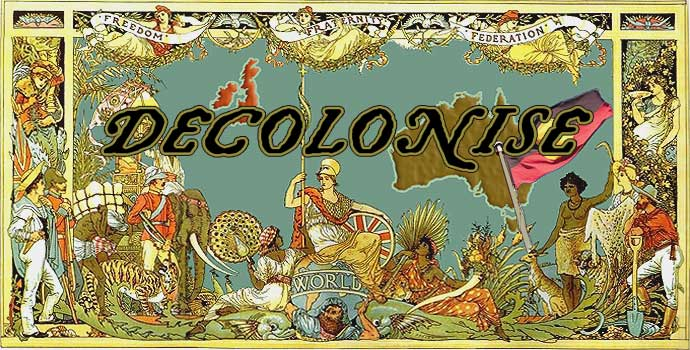 FREEDOM
FRATERNITY
FEDERATION
DECOLONISE
WORLD